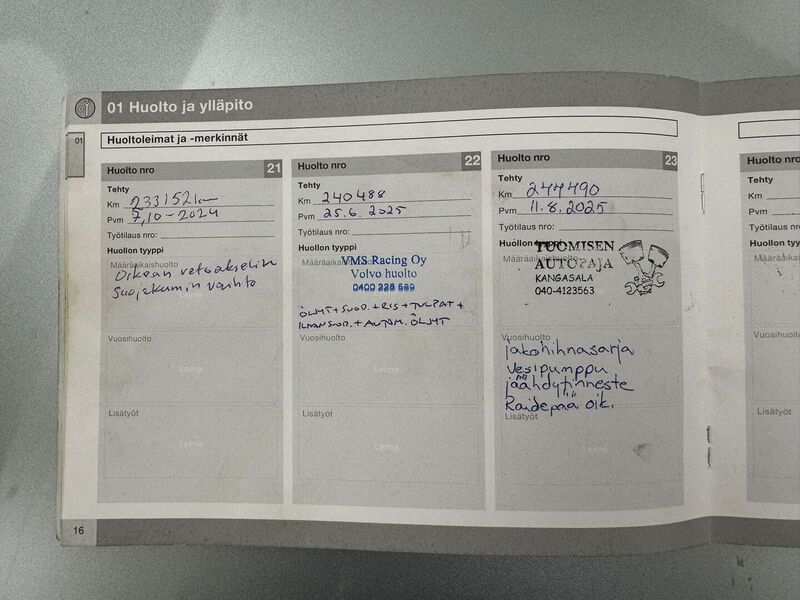 01 Huolto ja ylläpito
01
Huoltoleimat ja -merkinnät
Huolto nro 21
Tehty
Km 233152 km
Pvm 7,10-2024
Työtilaus nro:
Huollon tyyppi
Määräaikaishuolto
Oikean vetoakselin
suojakumin vaihto
Vuosihuolto
Leima
Lisätyöt
Leima
Huolto nro 22
Tehty
Km 240488
Pvm 25.6.2025
Työtilaus nro:
Huollon tyyppi
Määräaikaishuolto
VMS Racing Oy
Volvo huolto
0400 228 589
ÖLJYT + SUOD. + RIS + TULPAT +
ILMANSUOD. + AUTOM. ÖLJYT
Vuosihuolto
Leima
Lisätyöt
Leima
Huolto nro 23
Tehty
Km 244490
Pvm 11.8.2025
Työtilaus nro:
Huollon tyyppi
Määräaikaishuolto
TUOMISEN
AUTOPAJA
KANGASALA
040-4123563
Vuosihuolto
jakohihnasarja
Vesipumppu
jäähdytinneste
Raidepää oik.
Lisätyöt
Leima
Huolto nro
Tehty
Km
Pvm
Työtilaus nro:
Huollon tyyppi
Määräaikaishuolto
Vuosihuolto
Lisätyöt
16